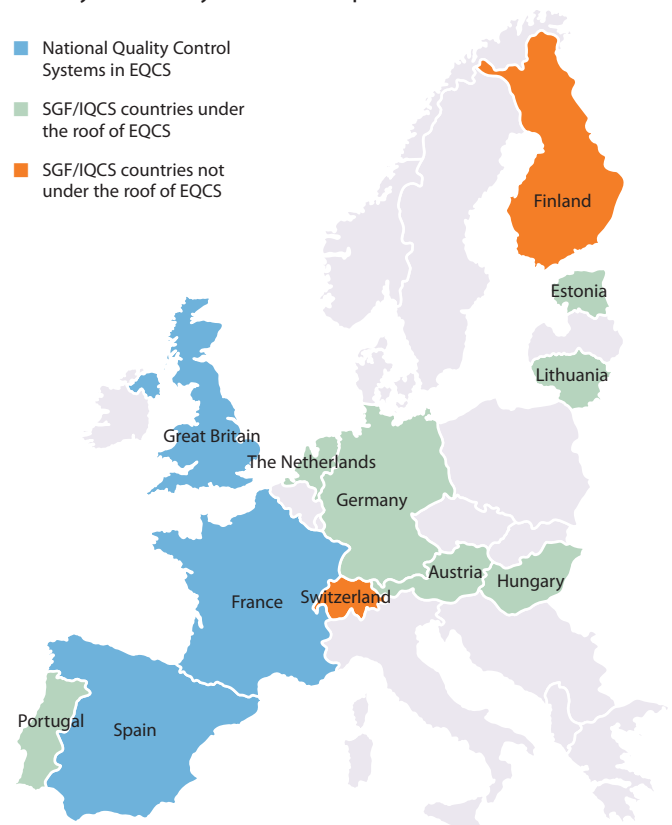 National Quality Control
Systems in EQCS
SGF/IQCS countries under
the roof of EQCS
SGF/IQCS countries not
under the roof of EQCS
Finland
Estonia
Lithuania
Great Britain
The Netherlands
Germany
Austria
Hungary
Switzerland
France
Portugal
Spain